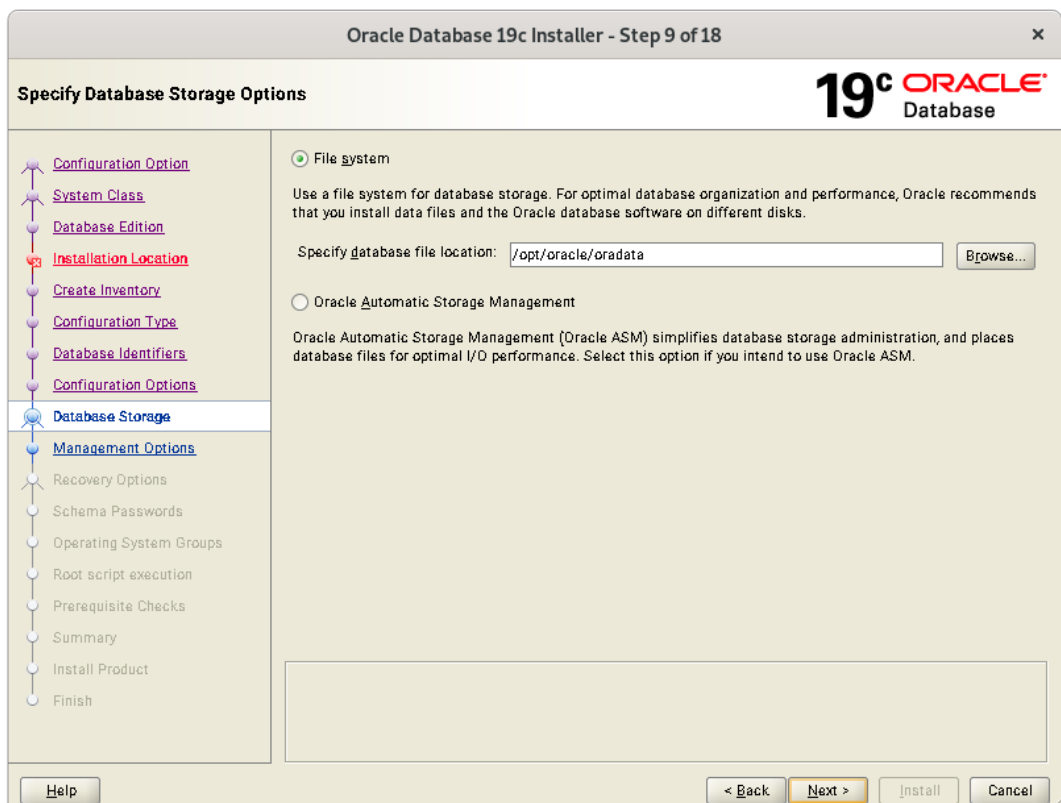 Oracle Database 19c Installer - Step 9 of 18
Specify Database Storage Options
19c ORACLE
Database
Configuration Option
System Class
Database Edition
Installation Location
Create Inventory
Configuration Type
Database Identifiers
Configuration Options
Database Storage
Management Options
Recovery Options
Schema Passwords
Operating System Groups
Root script execution
Prerequisite Checks
Summary
Install Product
Finish
File system
Use a file system for database storage. For optimal database organization and performance, Oracle recommends
that you install data files and the Oracle database software on different disks.
Specify database file location: /opt/oracle/oradata Browse...
Oracle Automatic Storage Management
Oracle Automatic Storage Management (Oracle ASM) simplifies database storage administration, and places
database files for optimal I/O performance. Select this option if you intend to use Oracle ASM.
Help < Back Next > Install Cancel